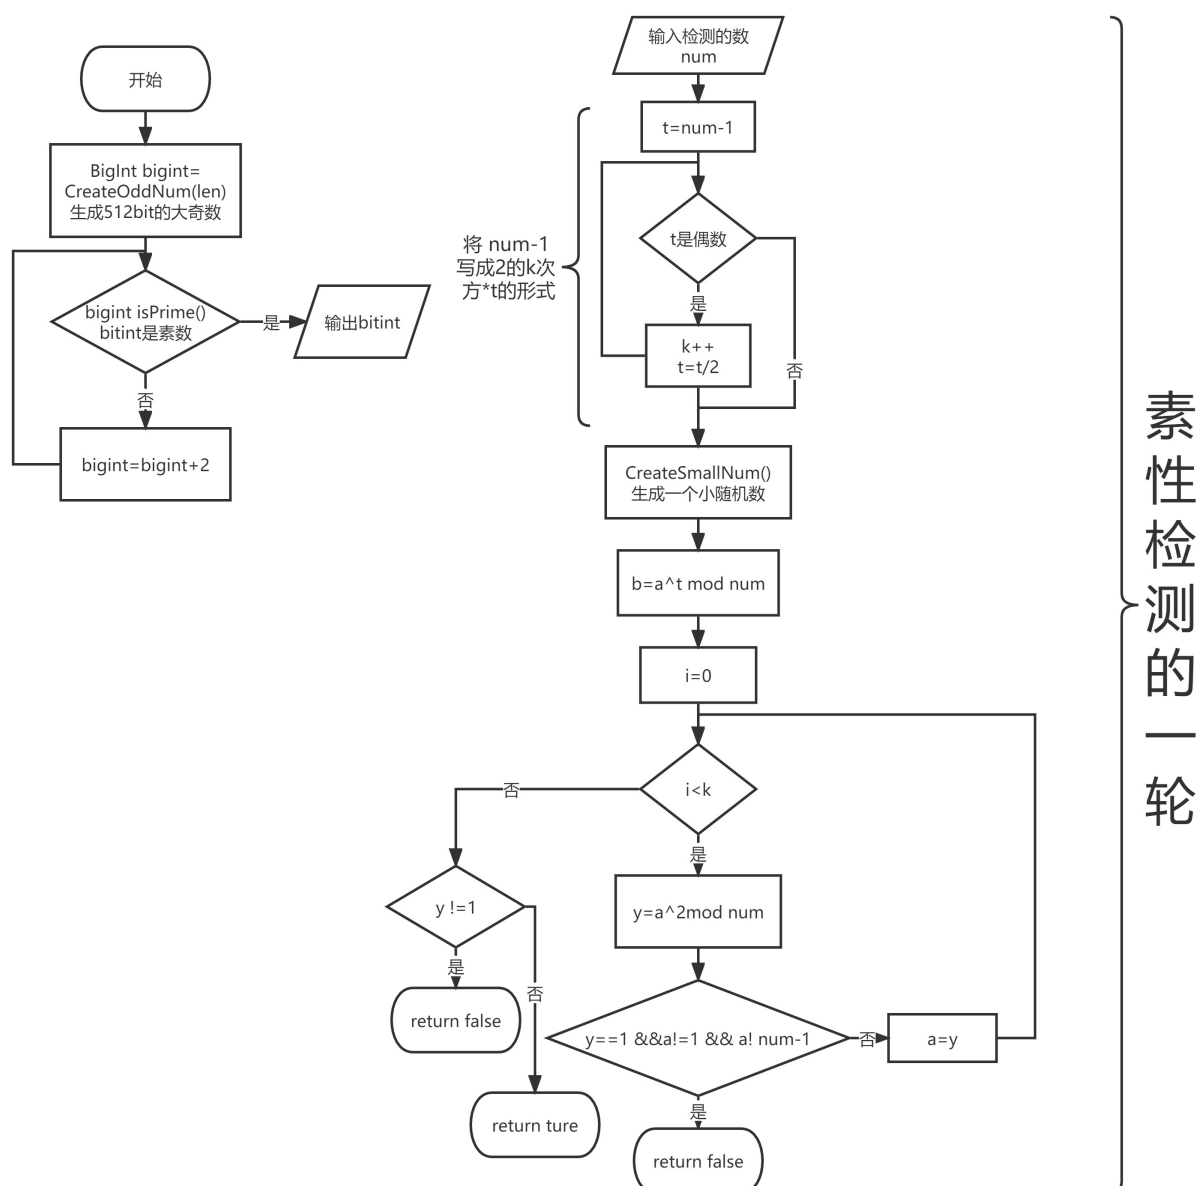 开始
BigInt bigint=
CreateOddNum(len)
生成512bit的大奇数
bigint isPrime()
bitint是素数
是
输出bitint
否
bigint=bigint+2
输入检测的数
num
t=num-1
t是偶数
是
k++
t=t/2
否
将 num-1
写成2的k次
方*t的形式
CreateSmallNum()
生成一个小随机数
b=a^t mod num
i=0
i<k
否
是
y !=1
是
return false
否
return ture
y=a^2mod num
y==1 &&a!=1 && a! num-1
否
a=y
是
return false
素性检测的一轮